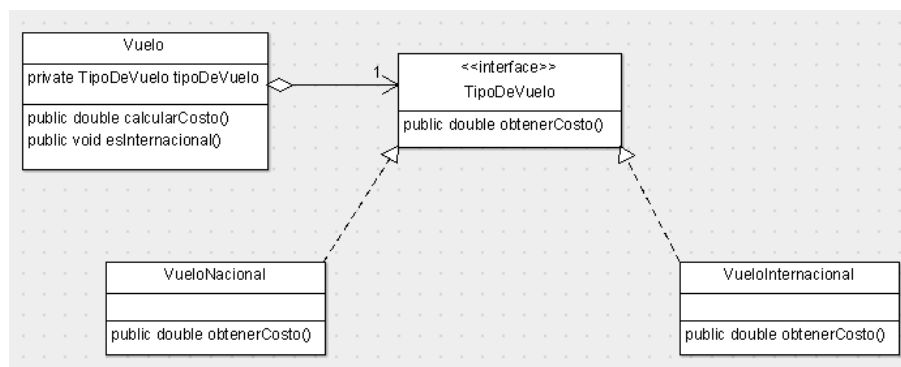 Vuelo
private TipoDeVuelo tipoDeVuelo
public double calcularCosto()
public void esInternacional()
1
<<interface>>
TipoDeVuelo
public double obtenerCosto()
VueloNacional
public double obtenerCosto()
VueloInternacional
public double obtenerCosto()